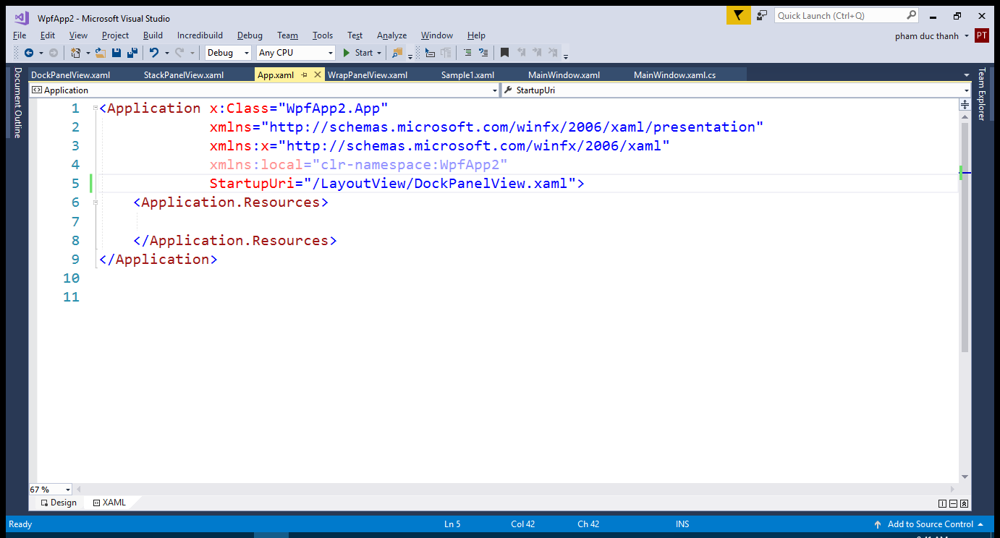 WpfApp2 - Microsoft Visual Studio
Quick Launch (Ctrl+Q)
File Edit View Project Build Incredibuild Debug Team Tools Test Analyze Window Help
pham duc thanh PT
Debug Any CPU Start
Document Outline
DockPanelView.xaml StackPanelView.xaml App.xaml WrapPanelView.xaml Sample1.xaml MainWindow.xaml MainWindow.xaml.cs
Team Explorer
Application StartupUri
1 <Application x:Class="WpfApp2.App"
2 xmlns="http://schemas.microsoft.com/winfx/2006/xaml/presentation"
3 xmlns:x="http://schemas.microsoft.com/winfx/2006/xaml"
4 xmlns:local="clr-namespace:WpfApp2"
5 StartupUri="/LayoutView/DockPanelView.xaml">
6 <Application.Resources>
7
8 </Application.Resources>
9 </Application>
10
11
67 %
Design XAML
Ready Ln 5 Col 42 Ch 42 INS Add to Source Control